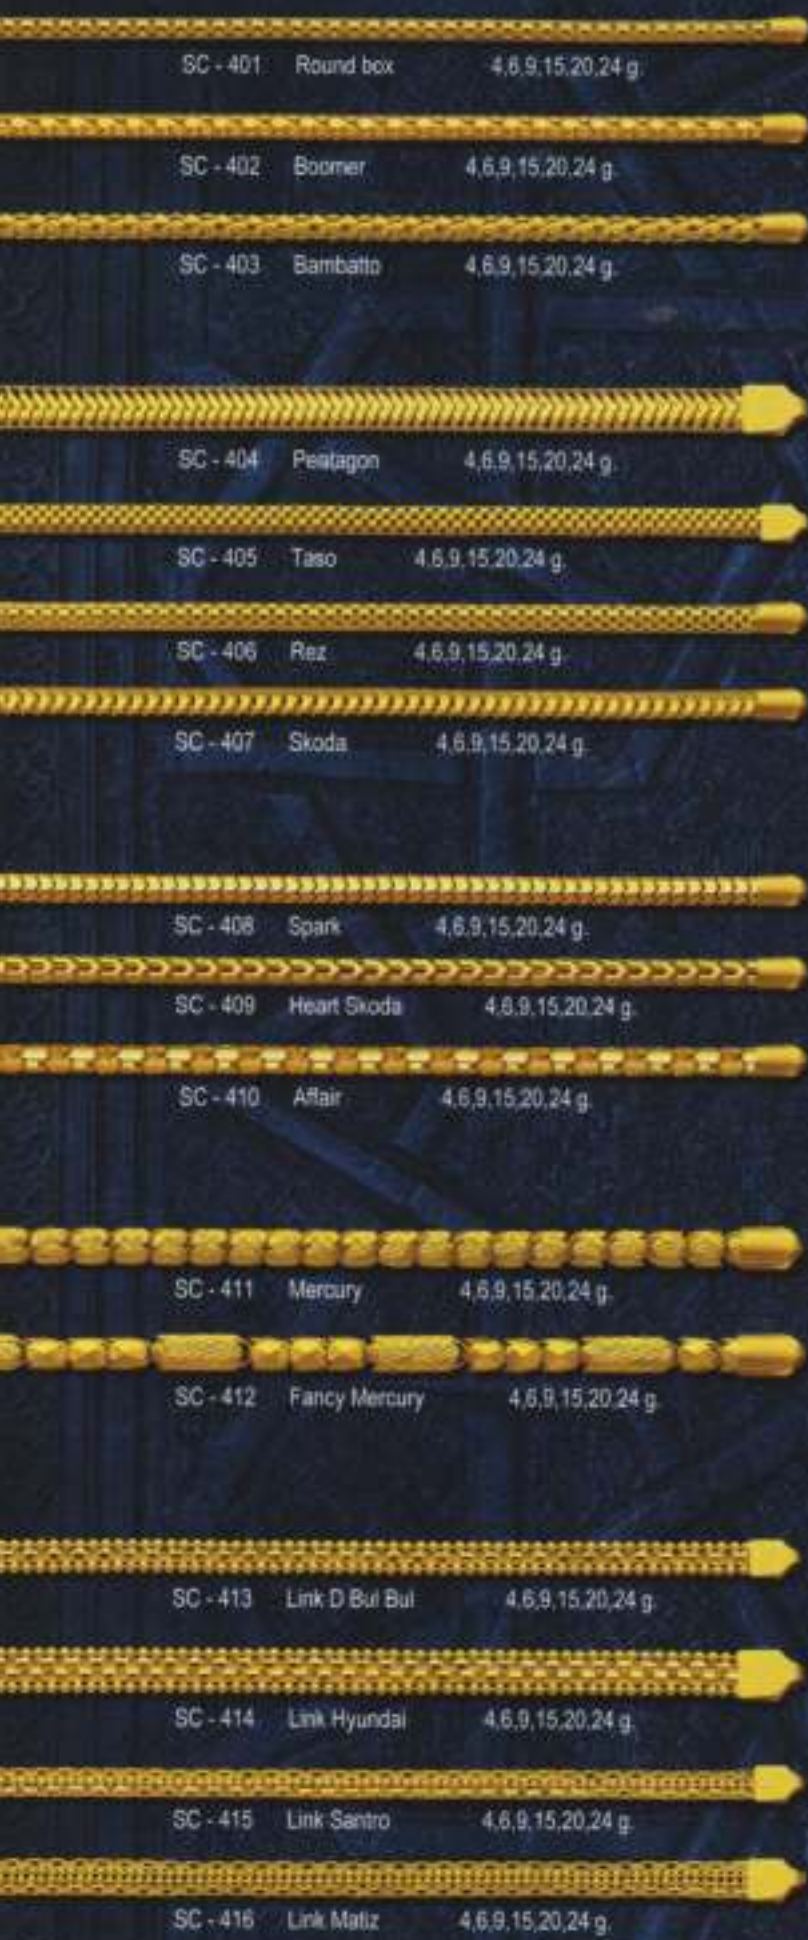 SC - 401 Round box 4,6,9,15,20,24 g.
SC - 402 Boomer 4,6,9,15,20,24 g.
SC - 403 Bambatto 4,6,9,15,20,24 g.
SC - 404 Pentagon 4,6,9,15,20,24 g.
SC - 405 Taso 4,6,9,15,20,24 g.
SC - 406 Rez 4,6,9,15,20,24 g.
SC - 407 Skoda 4,6,9,15,20,24 g.
SC - 408 Spark 4,6,9,15,20,24 g.
SC - 409 Heart Skoda 4,6,9,15,20,24 g.
SC - 410 Affair 4,6,9,15,20,24 g.
SC - 411 Mercury 4,6,9,15,20,24 g.
SC - 412 Fancy Mercury 4,6,9,15,20,24 g.
SC - 413 Link D Bul Bul 4,6,9,15,20,24 g.
SC - 414 Link Hyundai 4,6,9,15,20,24 g.
SC - 415 Link Santro 4,6,9,15,20,24 g.
SC - 416 Link Matiz 4,6,9,15,20,24 g.